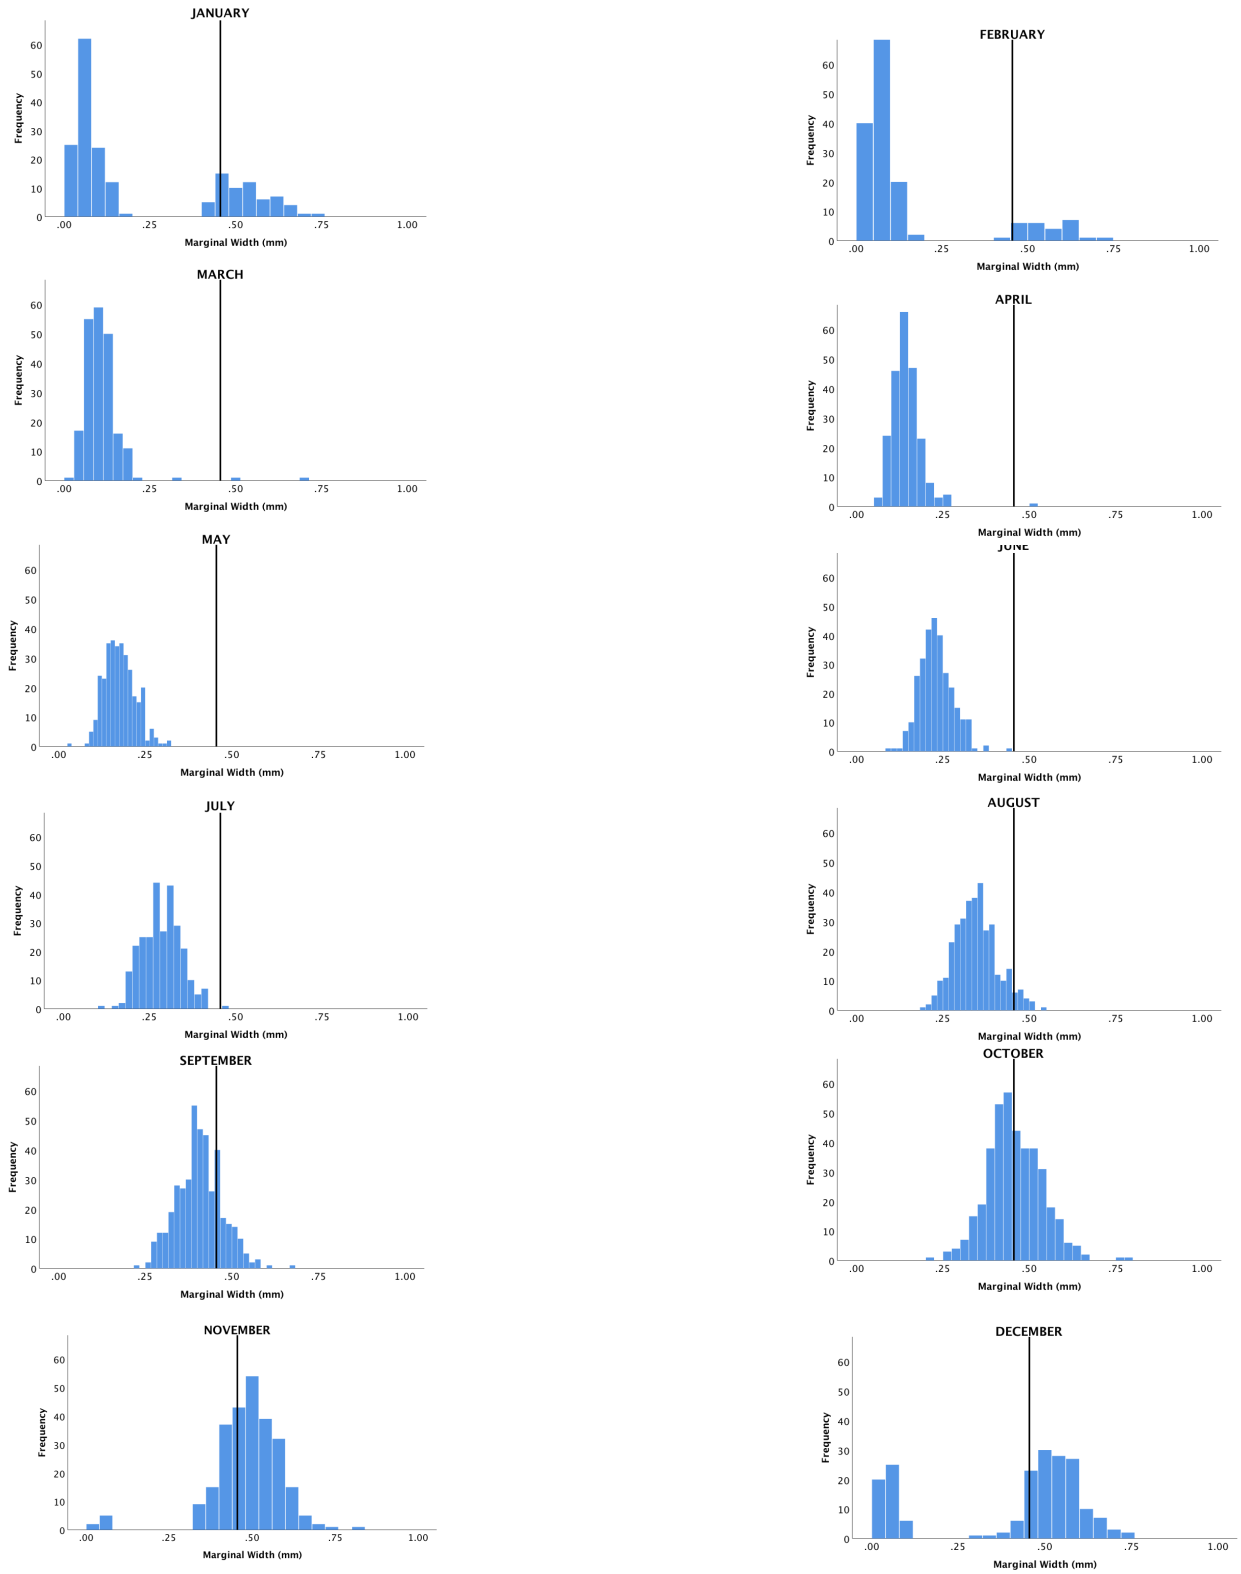 JANUARY
60
50
40
30
20
10
0
Frequency
.00 .25 .50 .75 1.00
Marginal Width (mm)
FEBRUARY
60
50
40
30
20
10
0
Frequency
.00 .25 .50 .75 1.00
Marginal Width (mm)
MARCH
60
50
40
30
20
10
0
Frequency
.00 .25 .50 .75 1.00
Marginal Width (mm)
APRIL
60
50
40
30
20
10
0
Frequency
.00 .25 .50 .75 1.00
Marginal Width (mm)
MAY
60
50
40
30
20
10
0
Frequency
.00 .25 .50 .75 1.00
Marginal Width (mm)
JUNE
60
50
40
30
20
10
0
Frequency
.00 .25 .50 .75 1.00
Marginal Width (mm)
JULY
60
50
40
30
20
10
0
Frequency
.00 .25 .50 .75 1.00
Marginal Width (mm)
AUGUST
60
50
40
30
20
10
0
Frequency
.00 .25 .50 .75 1.00
Marginal Width (mm)
SEPTEMBER
60
50
40
30
20
10
0
Frequency
.00 .25 .50 .75 1.00
Marginal Width (mm)
OCTOBER
60
50
40
30
20
10
0
Frequency
.00 .25 .50 .75 1.00
Marginal Width (mm)
NOVEMBER
60
50
40
30
20
10
0
Frequency
.00 .25 .50 .75 1.00
Marginal Width (mm)
DECEMBER
60
50
40
30
20
10
0
Frequency
.00 .25 .50 .75 1.00
Marginal Width (mm)